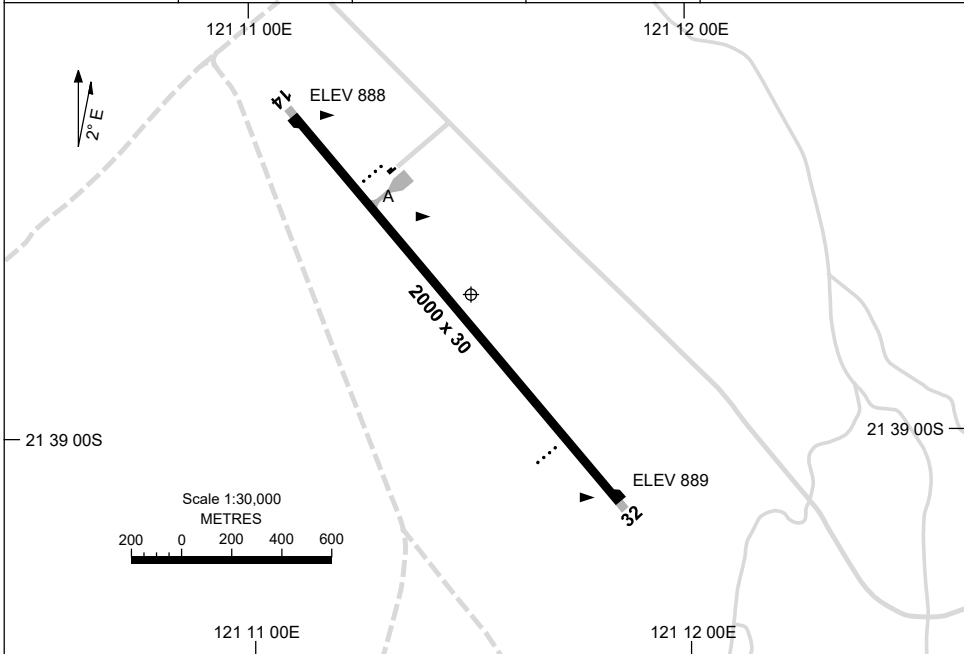 121 11 00E
121 12 00E
14
ELEV 888
2° E
A
2000 x 30
21 39 00S
21 39 00S
ELEV 889
32
Scale 1:30,000
METRES
200 0 200 400 600
121 11 00E
121 12 00E